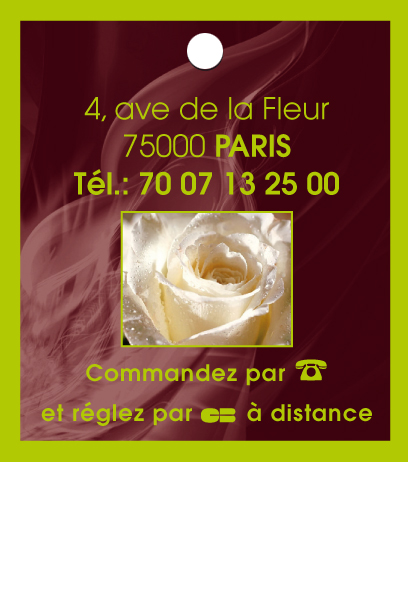 4, ave de la Fleur
75000 PARIS
Tél.: 70 07 13 25 00
Commandez par ☎
et réglez par CB à distance